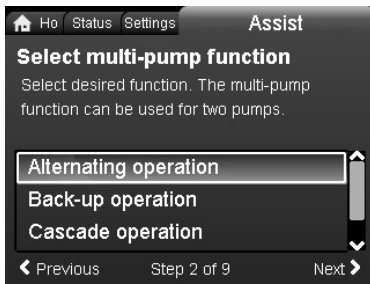 Ho Status Settings Assist
Select multi-pump function
Select desired function. The multi-pump
function can be used for two pumps.
Alternating operation
Back-up operation
Cascade operation
Previous Step 2 of 9 Next